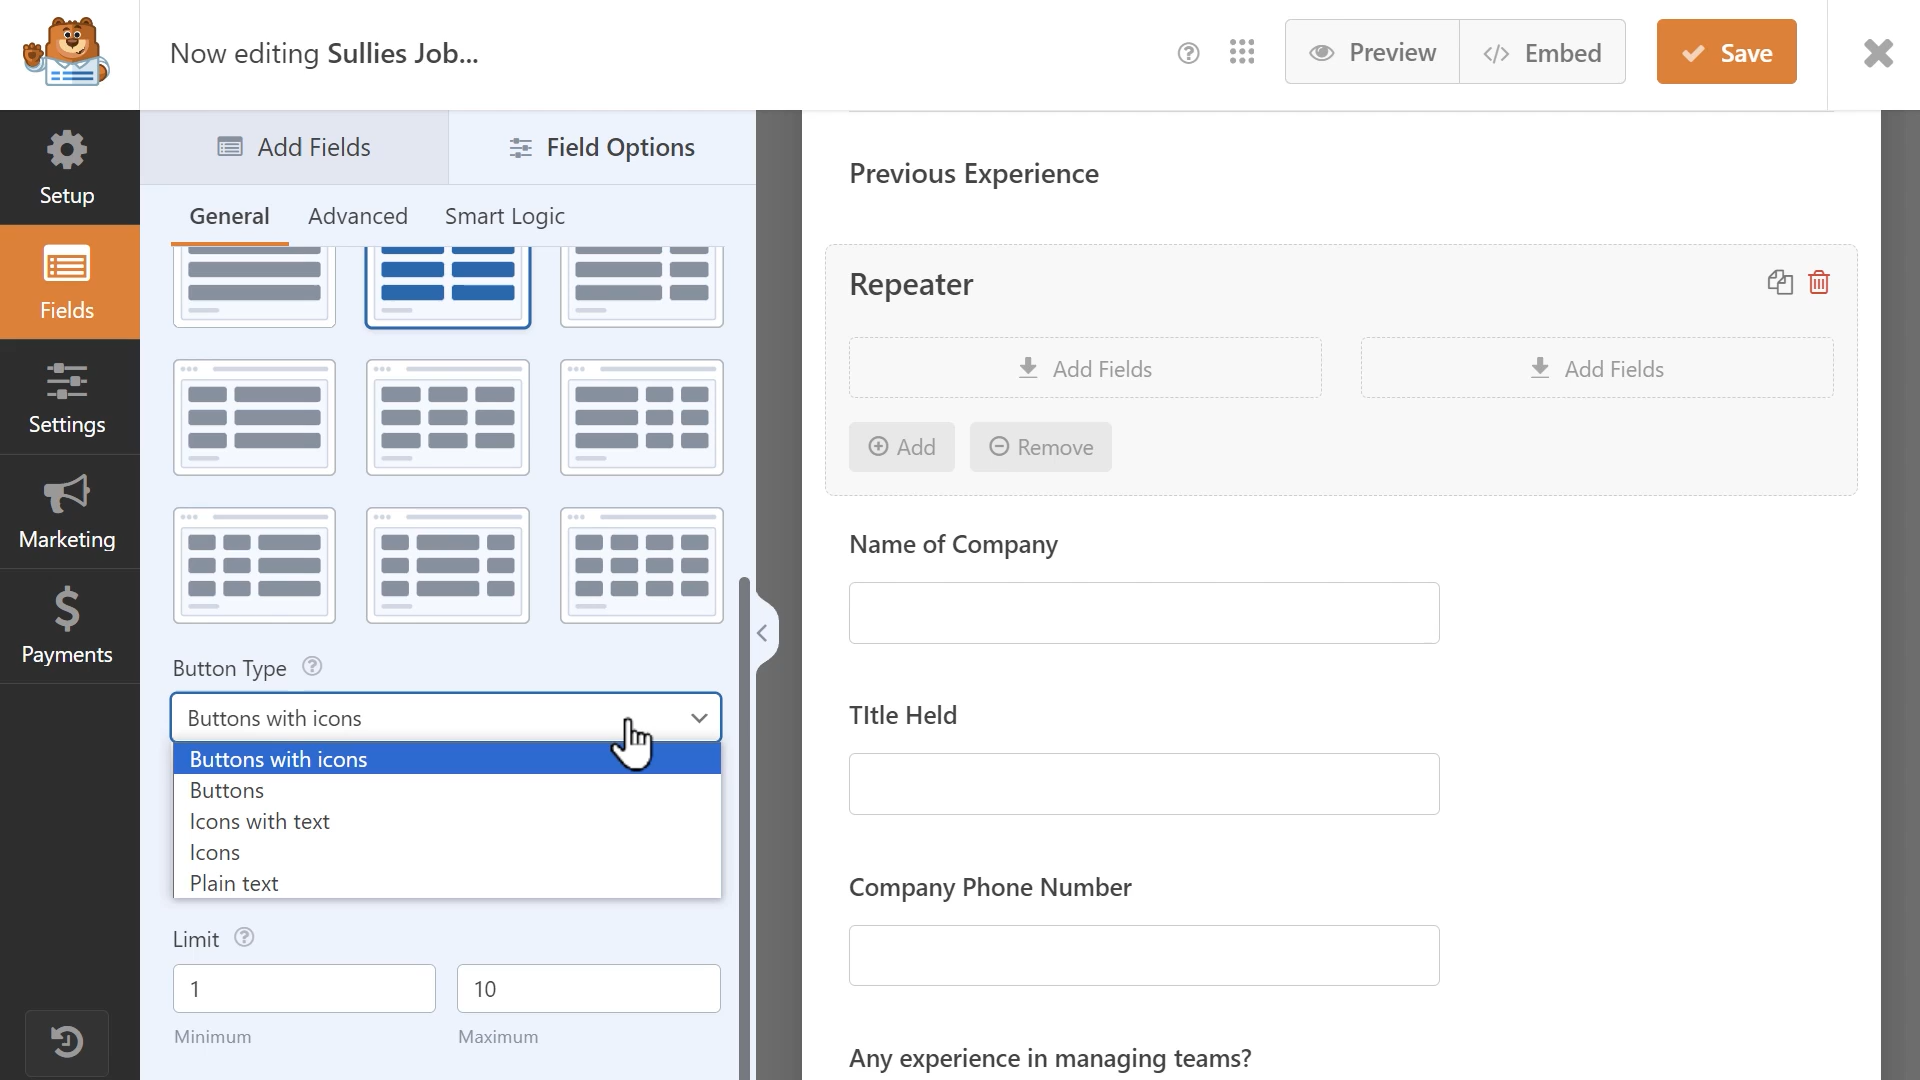 Now editing Sullies Job...
Preview
Embed
Save
Setup
Fields
Settings
Marketing
Payments
Add Fields
Field Options
General
Advanced
Smart Logic
Button Type
Buttons with icons
Buttons with icons
Buttons
Icons with text
Icons
Plain text
Limit
1
10
Minimum
Maximum
Previous Experience
Repeater
Add Fields
Add Fields
Add
Remove
Name of Company
TItle Held
Company Phone Number
Any experience in managing teams?